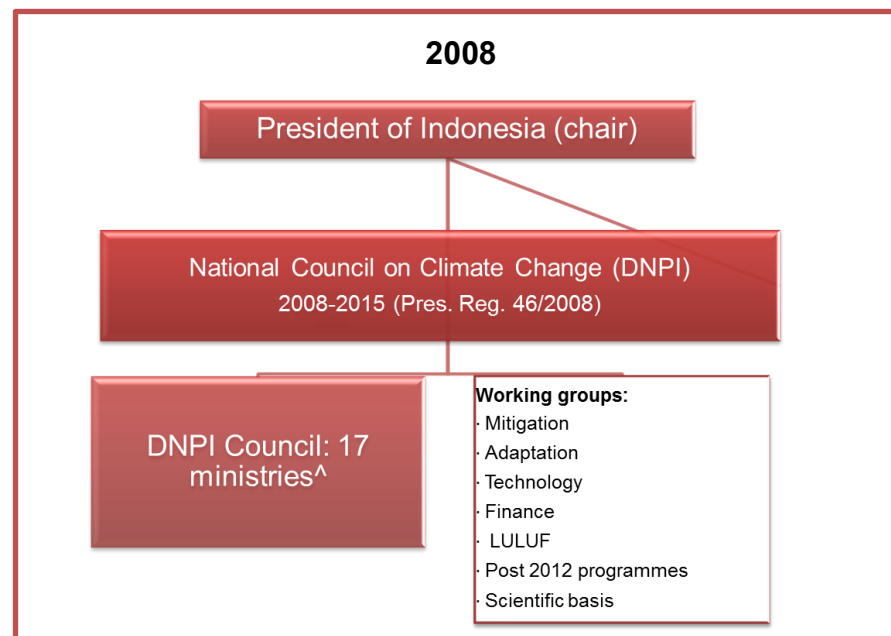 2008
President of Indonesia (chair)
National Council on Climate Change (DNPI)
2008-2015 (Pres. Reg. 46/2008)
DNPI Council: 17
ministries^
Working groups:
· Mitigation
· Adaptation
· Technology
· Finance
· LULUF
· Post 2012 programmes
· Scientific basis